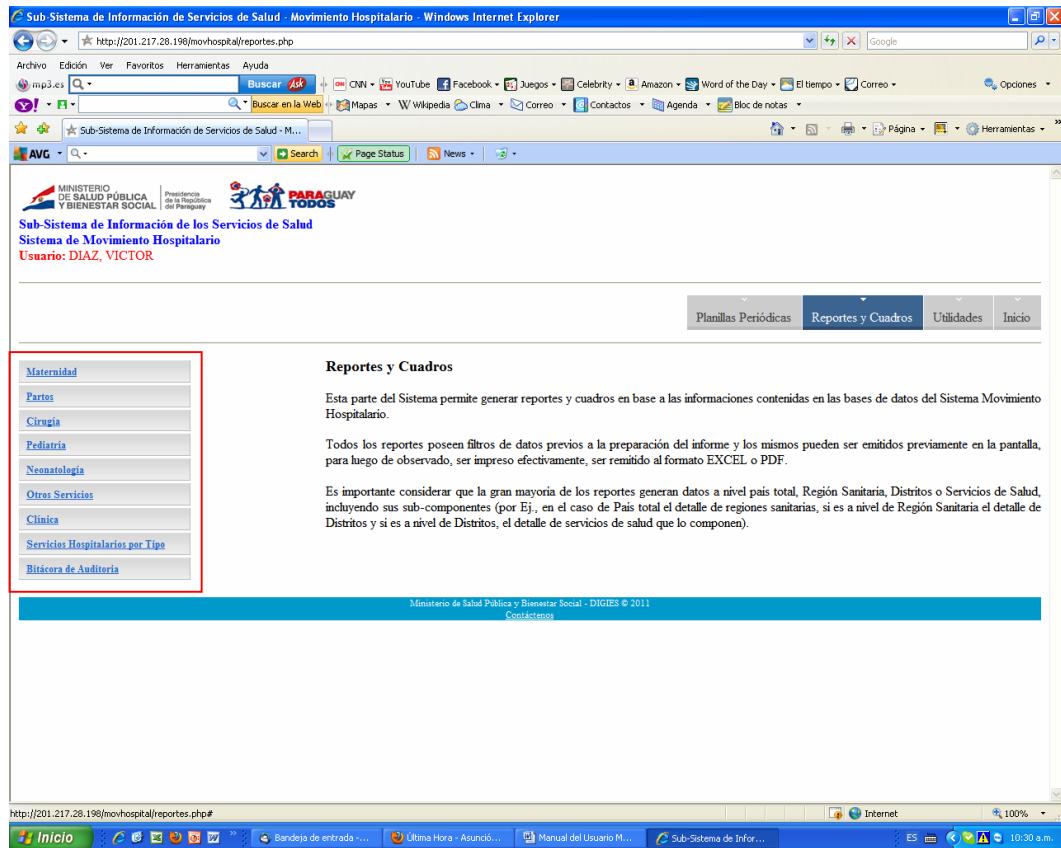 Sub-Sistema de Información de Servicios de Salud - Movimiento Hospitalario - Windows Internet Explorer
http://201.217.28.198/movhospital/reportes.php
Google
Archivo Edición Ver Favoritos Herramientas Ayuda
mp3.es Buscar Ask CNN YouTube Facebook Juegos Celebrity Amazon Word of the Day El tiempo Correo Opciones
Buscar en la Web Mapas Wikipedia Clima Correo Contactos Agenda Bloc de notas
Sub-Sistema de Información de Servicios de Salud - M... Página Herramientas
AVG Search Page Status News
MINISTERIO
DE SALUD PÚBLICA
Y BIENESTAR SOCIAL
Presidencia
de la República
del Paraguay
PARAGUAY
TODOS
Sub-Sistema de Información de los Servicios de Salud
Sistema de Movimiento Hospitalario
Usuario: DIAZ, VICTOR
Planillas Periódicas Reportes y Cuadros Utilidades Inicio
Maternidad
Partos
Cirugía
Pediatría
Neonatología
Otros Servicios
Clínica
Servicios Hospitalarios por Tipo
Bitácora de Auditoría
Reportes y Cuadros
Esta parte del Sistema permite generar reportes y cuadros en base a las informaciones contenidas en las bases de datos del Sistema Movimiento
Hospitalario.
Todos los reportes poseen filtros de datos previos a la preparación del informe y los mismos pueden ser emitidos previamente en la pantalla,
para luego de observado, ser impreso efectivamente, ser remitido al formato EXCEL o PDF.
Es importante considerar que la gran mayoria de los reportes generan datos a nivel pais total, Región Sanitaria, Distritos o Servicios de Salud,
incluyendo sus sub-componentes (por Ej., en el caso de Pais total el detalle de regiones sanitarias, si es a nivel de Región Sanitaria el detalle de
Distritos y si es a nivel de Distritos, el detalle de servicios de salud que lo componen).
Ministerio de Salud Pública y Bienestar Social - DIGIES © 2011
Contáctenos
http://201.217.28.198/movhospital/reportes.php# Internet 100%
Inicio Bandeja de entrada -... Última Hora - Asunció... Manual del Usuario M... Sub-Sistema de Infor... ES 10:30 a.m.